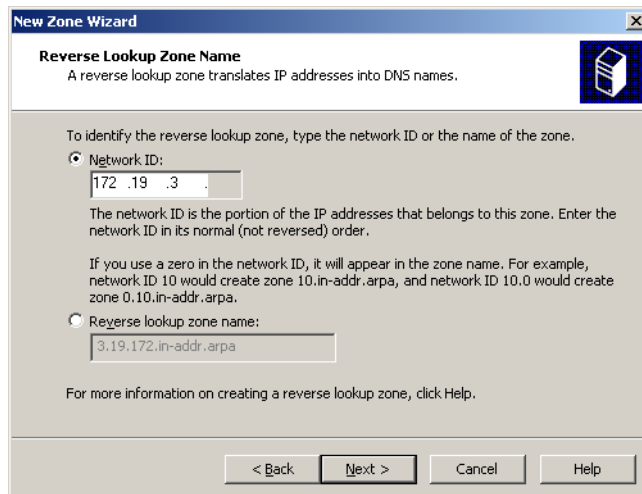 New Zone Wizard
Reverse Lookup Zone Name
A reverse lookup zone translates IP addresses into DNS names.
To identify the reverse lookup zone, type the network ID or the name of the zone.
Network ID:
172 .19 .3 .
The network ID is the portion of the IP addresses that belongs to this zone. Enter the
network ID in its normal (not reversed) order.
If you use a zero in the network ID, it will appear in the zone name. For example,
network ID 10 would create zone 10.in-addr.arpa, and network ID 10.0 would create
zone 0.10.in-addr.arpa.
Reverse lookup zone name:
3.19.172.in-addr.arpa
For more information on creating a reverse lookup zone, click Help.
< Back Next > Cancel Help